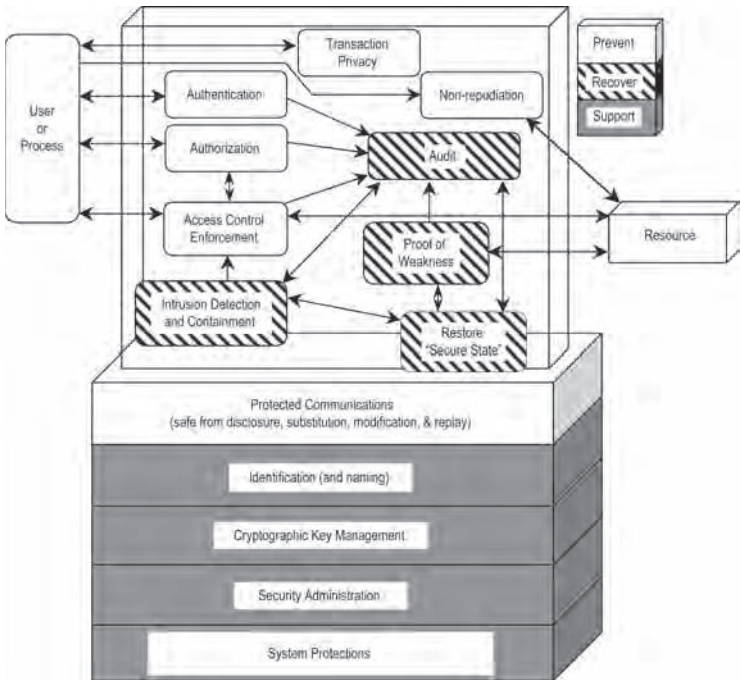 Transaction
Privacy
Prevent
Recover
Support
User
or
Process
Authentication
Non-repudiation
Authorization
Audit
Access Control
Enforcement
Proof of
Weakness
Resource
Intrusion Detection
and Containment
Restore
“Secure State”
Protected Communications
(safe from disclosure, substitution, modification, & replay)
Identification (and naming)
Cryptographic Key Management
Security Administration
System Protections